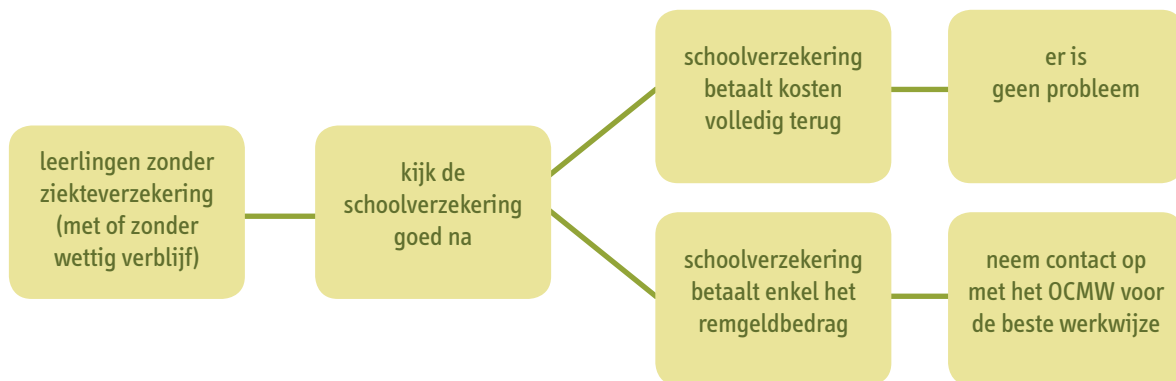 leerlingen zonder
ziekteverzekering
(met of zonder
wettig verblijf)
kijk de
schoolverzekering
goed na
schoolverzekering
betaalt kosten
volledig terug
er is
geen probleem
schoolverzekering
betaalt enkel het
remgeldbedrag
neem contact op
met het OCMW voor
de beste werkwijze